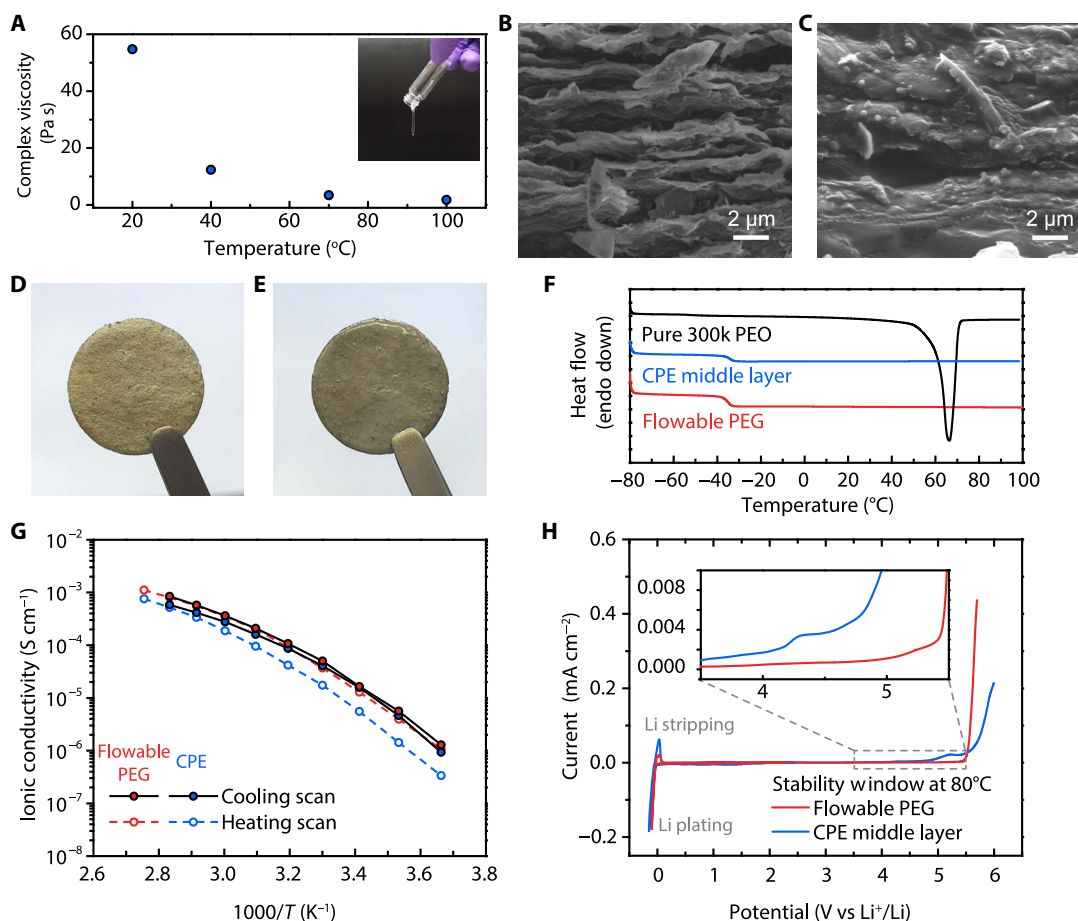 A
Complex viscosity
(Pa s)
60
40
20
0
20
40
60
80
100
Temperature (°C)
B
2 μm
C
2 μm
D
E
F
Heat flow
(endo down)
Pure 300k PEO
CPE middle layer
Flowable PEG
−80
−60
−40
−20
0
20
40
60
80
100
Temperature (°C)
G
Ionic conductivity (S cm⁻¹)
10⁻²
10⁻³
10⁻⁴
10⁻⁵
10⁻⁶
10⁻⁷
10⁻⁸
Flowable
PEG
CPE
Cooling scan
Heating scan
2.6
2.8
3.0
3.2
3.4
3.6
3.8
1000/T (K⁻¹)
H
Current (mA cm⁻²)
0.6
0.4
0.2
0.0
−0.2
0.008
0.004
0.000
4
5
Li stripping
Li plating
Stability window at 80°C
Flowable PEG
CPE middle layer
0
1
2
3
4
5
6
Potential (V vs Li⁺/Li)